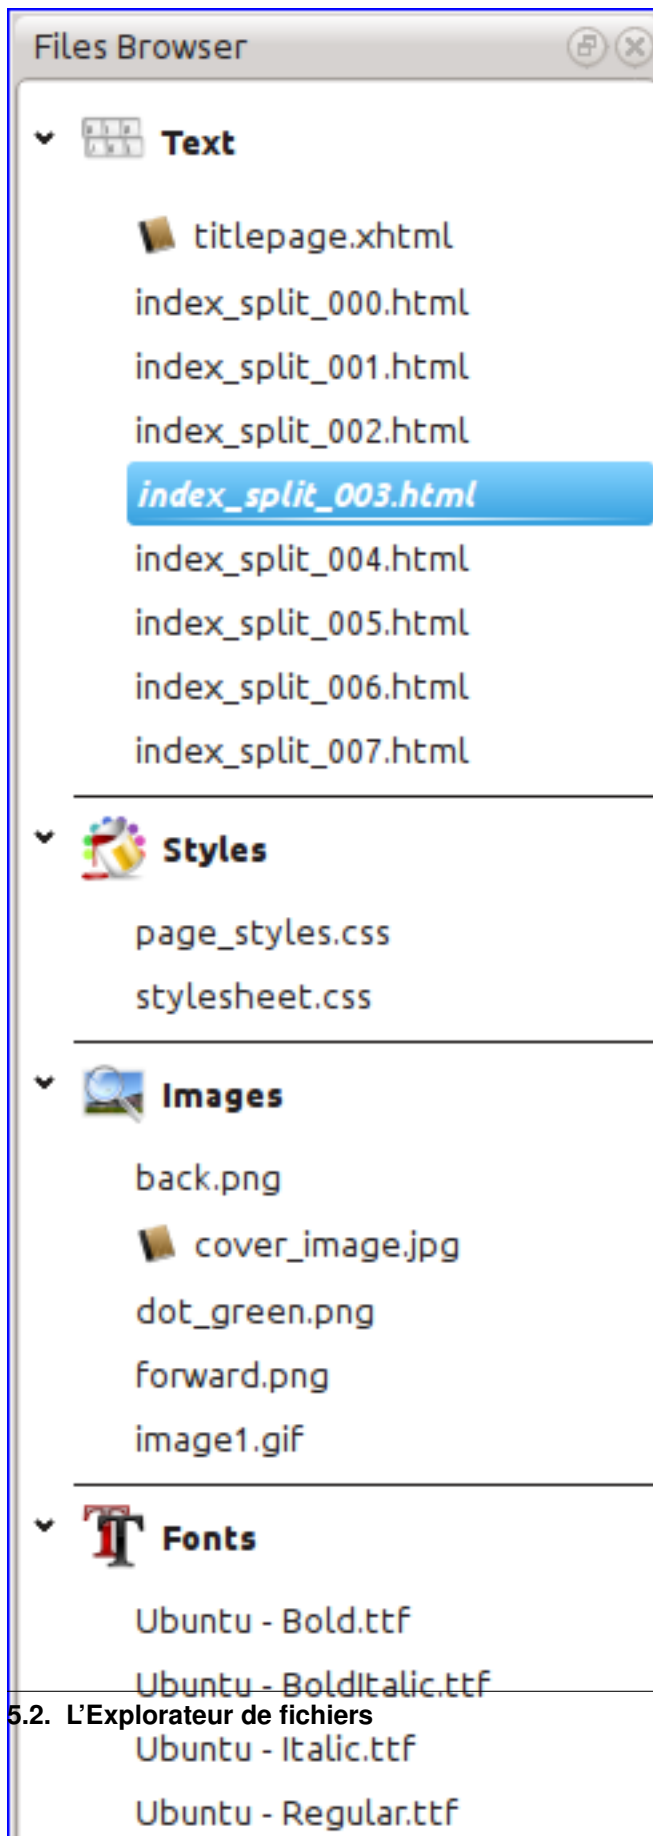 Files Browser
Text
titlepage.xhtml
index_split_000.html
index_split_001.html
index_split_002.html
index_split_003.html
index_split_004.html
index_split_005.html
index_split_006.html
index_split_007.html
Styles
page_styles.css
stylesheet.css
Images
back.png
cover_image.jpg
dot_green.png
forward.png
image1.gif
Fonts
Ubuntu - Bold.ttf
Ubuntu - BoldItalic.ttf
5.2. L'Explorateur de fichiers
Ubuntu - Italic.ttf
Ubuntu - Regular.ttf